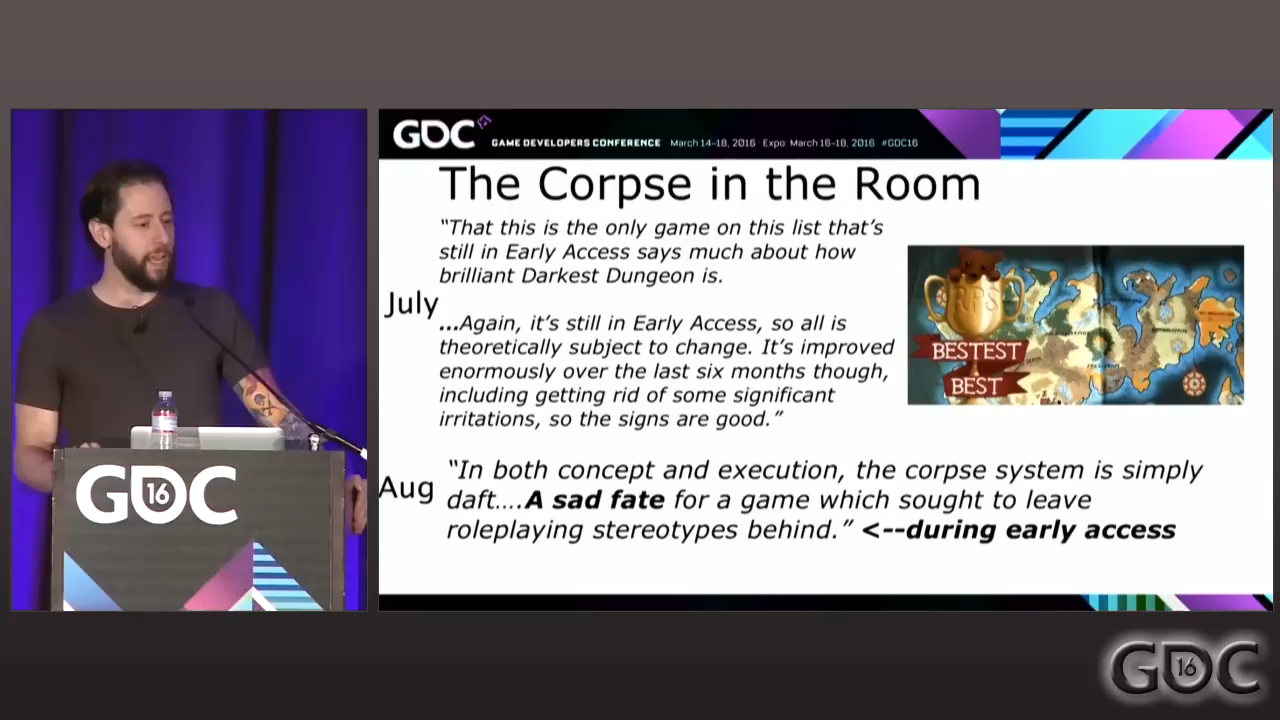 GDC
GAME DEVELOPERS CONFERENCE March 14-18, 2016 Expo: March 16-18, 2016 #GDC16
The Corpse in the Room
“That this is the only game on this list that’s
still in Early Access says much about how
brilliant Darkest Dungeon is.
July
...Again, it’s still in Early Access, so all is
theoretically subject to change. It’s improved
enormously over the last six months though,
including getting rid of some significant
irritations, so the signs are good.”
RPS
BESTEST
BEST
Aug
“In both concept and execution, the corpse system is simply
daft....A sad fate for a game which sought to leave
roleplaying stereotypes behind.” <--during early access
GDC 16
GDC 16